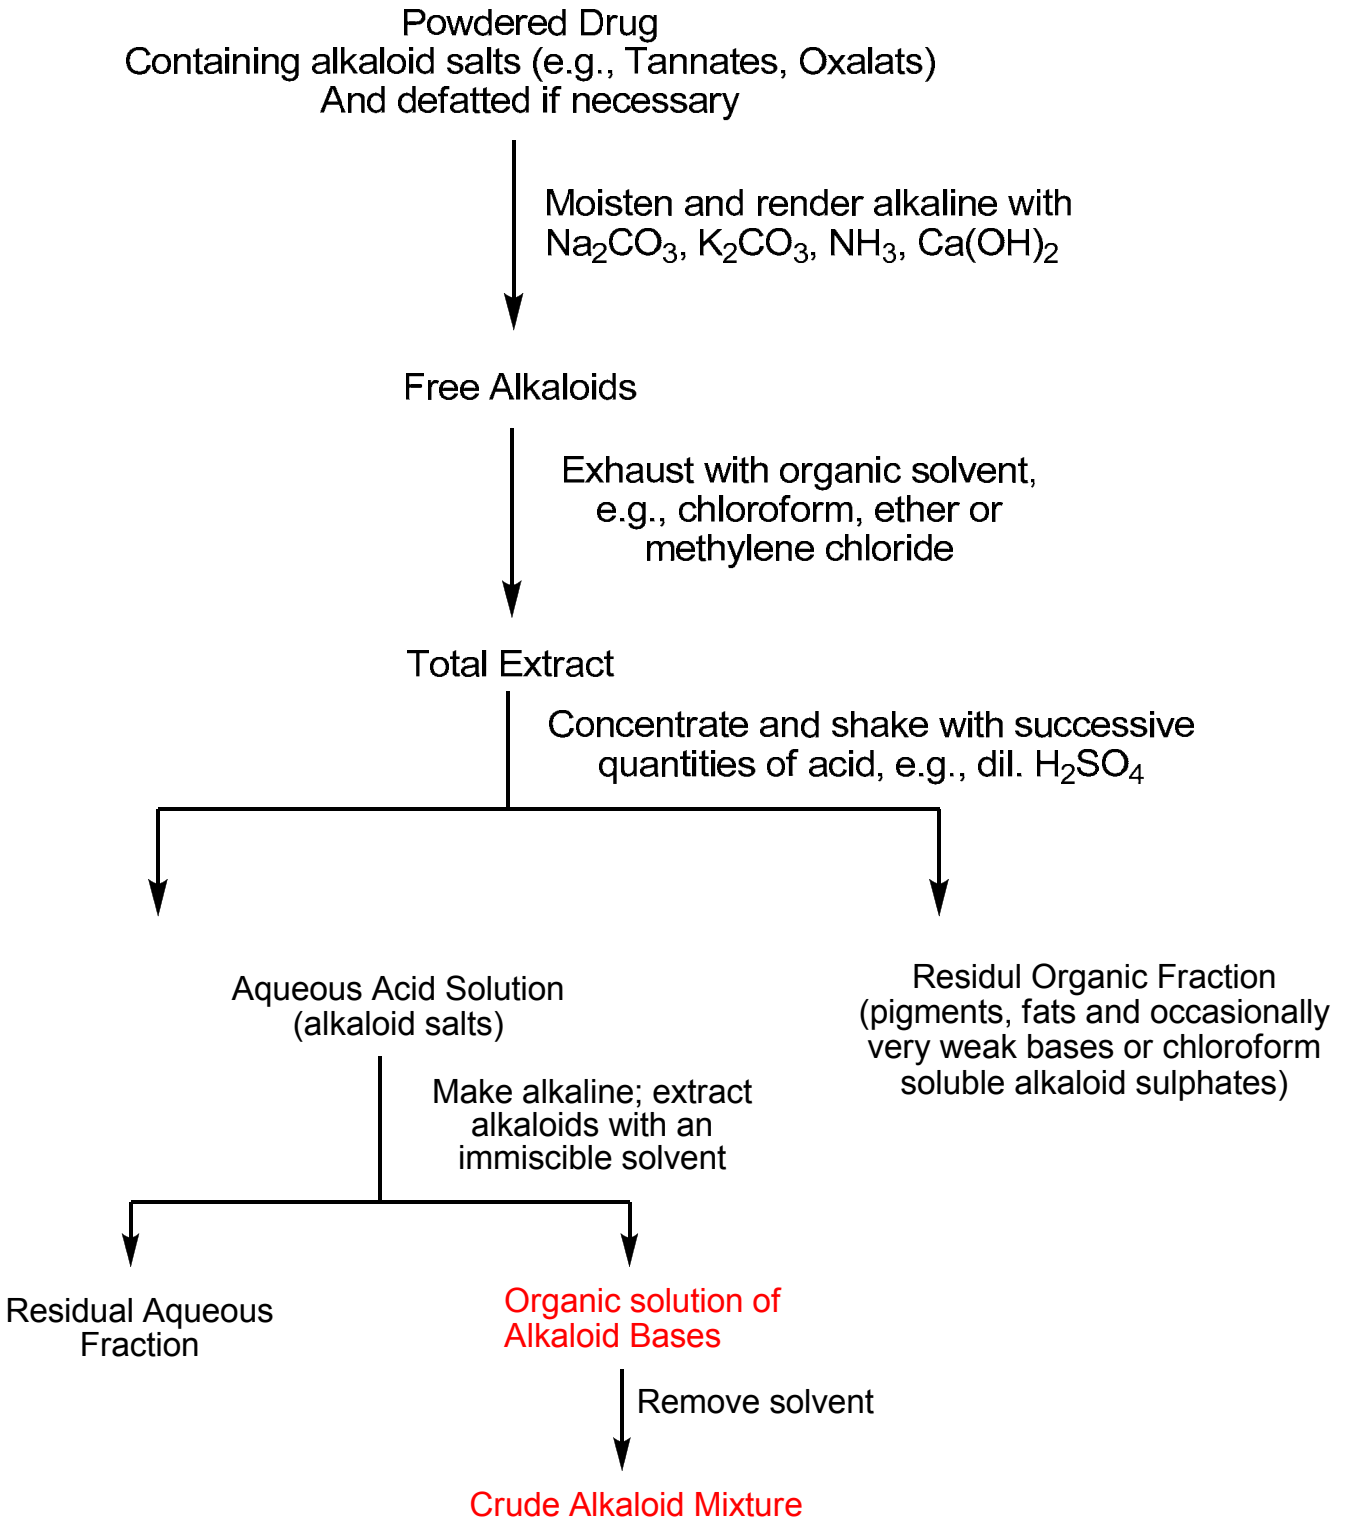 Powdered Drug
Containing alkaloid salts (e.g., Tannates, Oxalats)
And defatted if necessary
Moisten and render alkaline with
Na₂CO₃, K₂CO₃, NH₃, Ca(OH)₂
Free Alkaloids
Exhaust with organic solvent,
e.g., chloroform, ether or
methylene chloride
Total Extract
Concentrate and shake with successive
quantities of acid, e.g., dil. H₂SO₄
Aqueous Acid Solution
(alkaloid salts)
Residul Organic Fraction
(pigments, fats and occasionally
very weak bases or chloroform
soluble alkaloid sulphates)
Make alkaline; extract
alkaloids with an
immiscible solvent
Residual Aqueous
Fraction
Organic solution of
Alkaloid Bases
Remove solvent
Crude Alkaloid Mixture